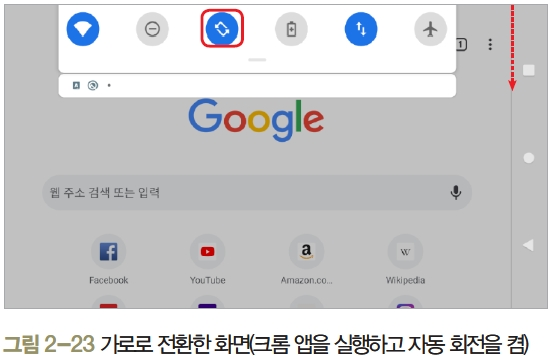 1
Google
웹 주소 검색 또는 입력
f
a
W
Facebook YouTube Amazon.co... Wikipedia
그림 2-23 가로로 전환한 화면(크롬 앱을 실행하고 자동 회전을 켬)